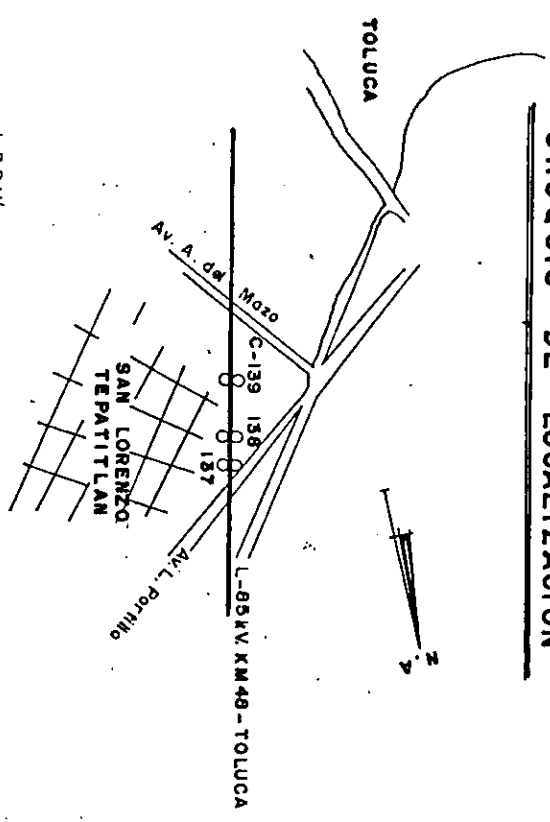 DE LOCALIZACION
TOLUCA
Av. A. del Mazo
C-139
138
137
SAN LORENZO
TEPATITLAN
Av. L. Portillo
L-85 KV. KM 48 - TOLUCA
N.A